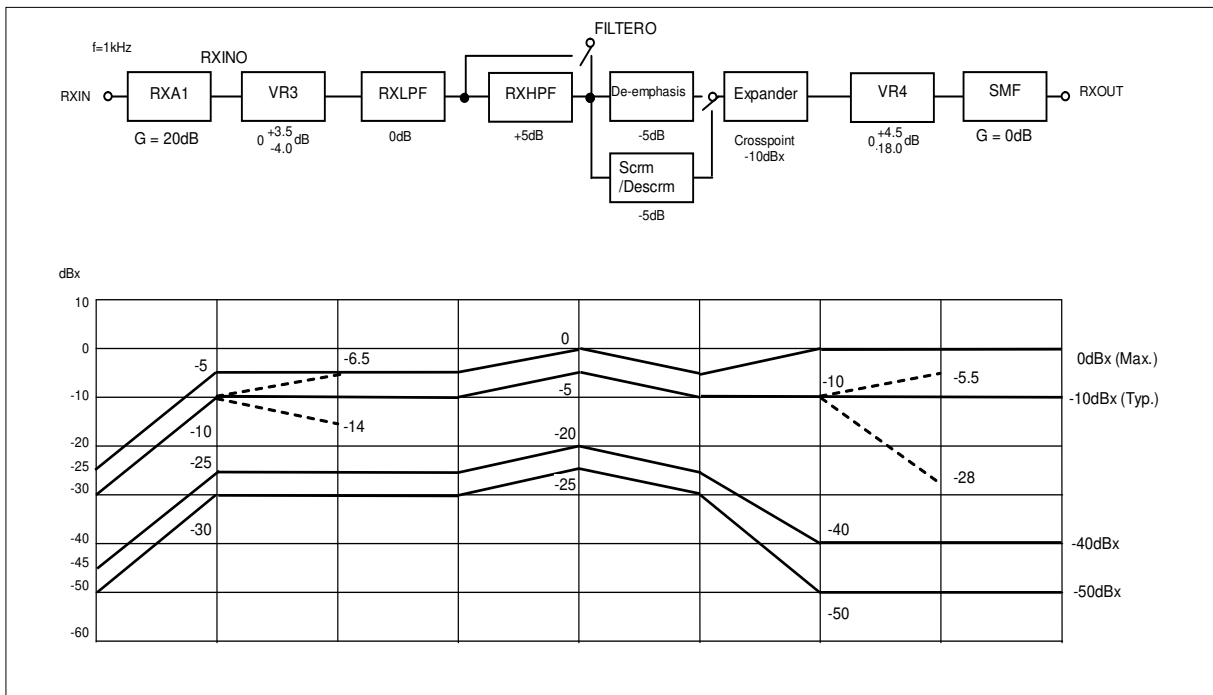 FILTERO
f=1kHz
RXINO
RXIN
RXA1
VR3
RXLPF
RXHPF
De-emphasis
Expander
VR4
SMF
RXOUT
G = 20dB
0 +3.5 -4.0 dB
0dB
+5dB
-5dB
Crosspoint
-10dBx
0 +4.5 -18.0 dB
G = 0dB
Scrm
/Descrm
-5dB
dBx
10
0
-10
-20
-25
-30
-40
-45
-50
-60
-5
-10
-25
-30
-6.5
-14
0
-5
-20
-25
-10
-5.5
-28
-40
-50
0dBx (Max.)
-10dBx (Typ.)
-40dBx
-50dBx